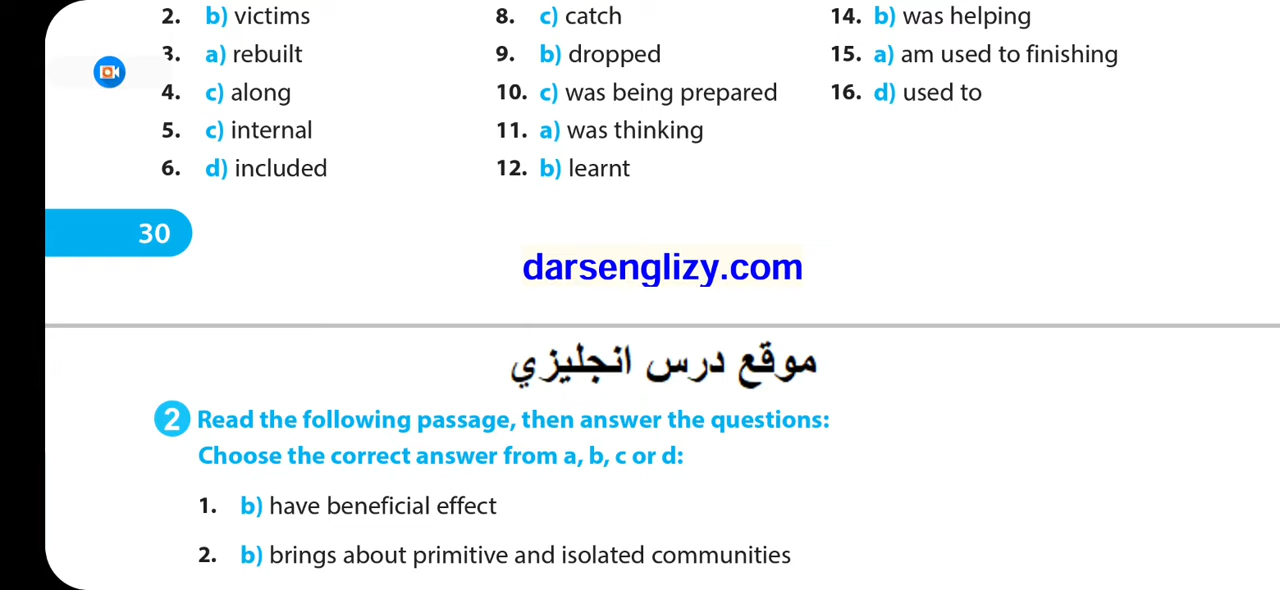 2. b) victims 8. c) catch 14. b) was helping
3. a) rebuilt 9. b) dropped 15. a) am used to finishing
4. c) along 10. c) was being prepared 16. d) used to
5. c) internal 11. a) was thinking
6. d) included 12. b) learnt
30
darsenglizy.com
موقع درس انجليزي
2 Read the following passage, then answer the questions:
Choose the correct answer from a, b, c or d:
1. b) have beneficial effect
2. b) brings about primitive and isolated communities